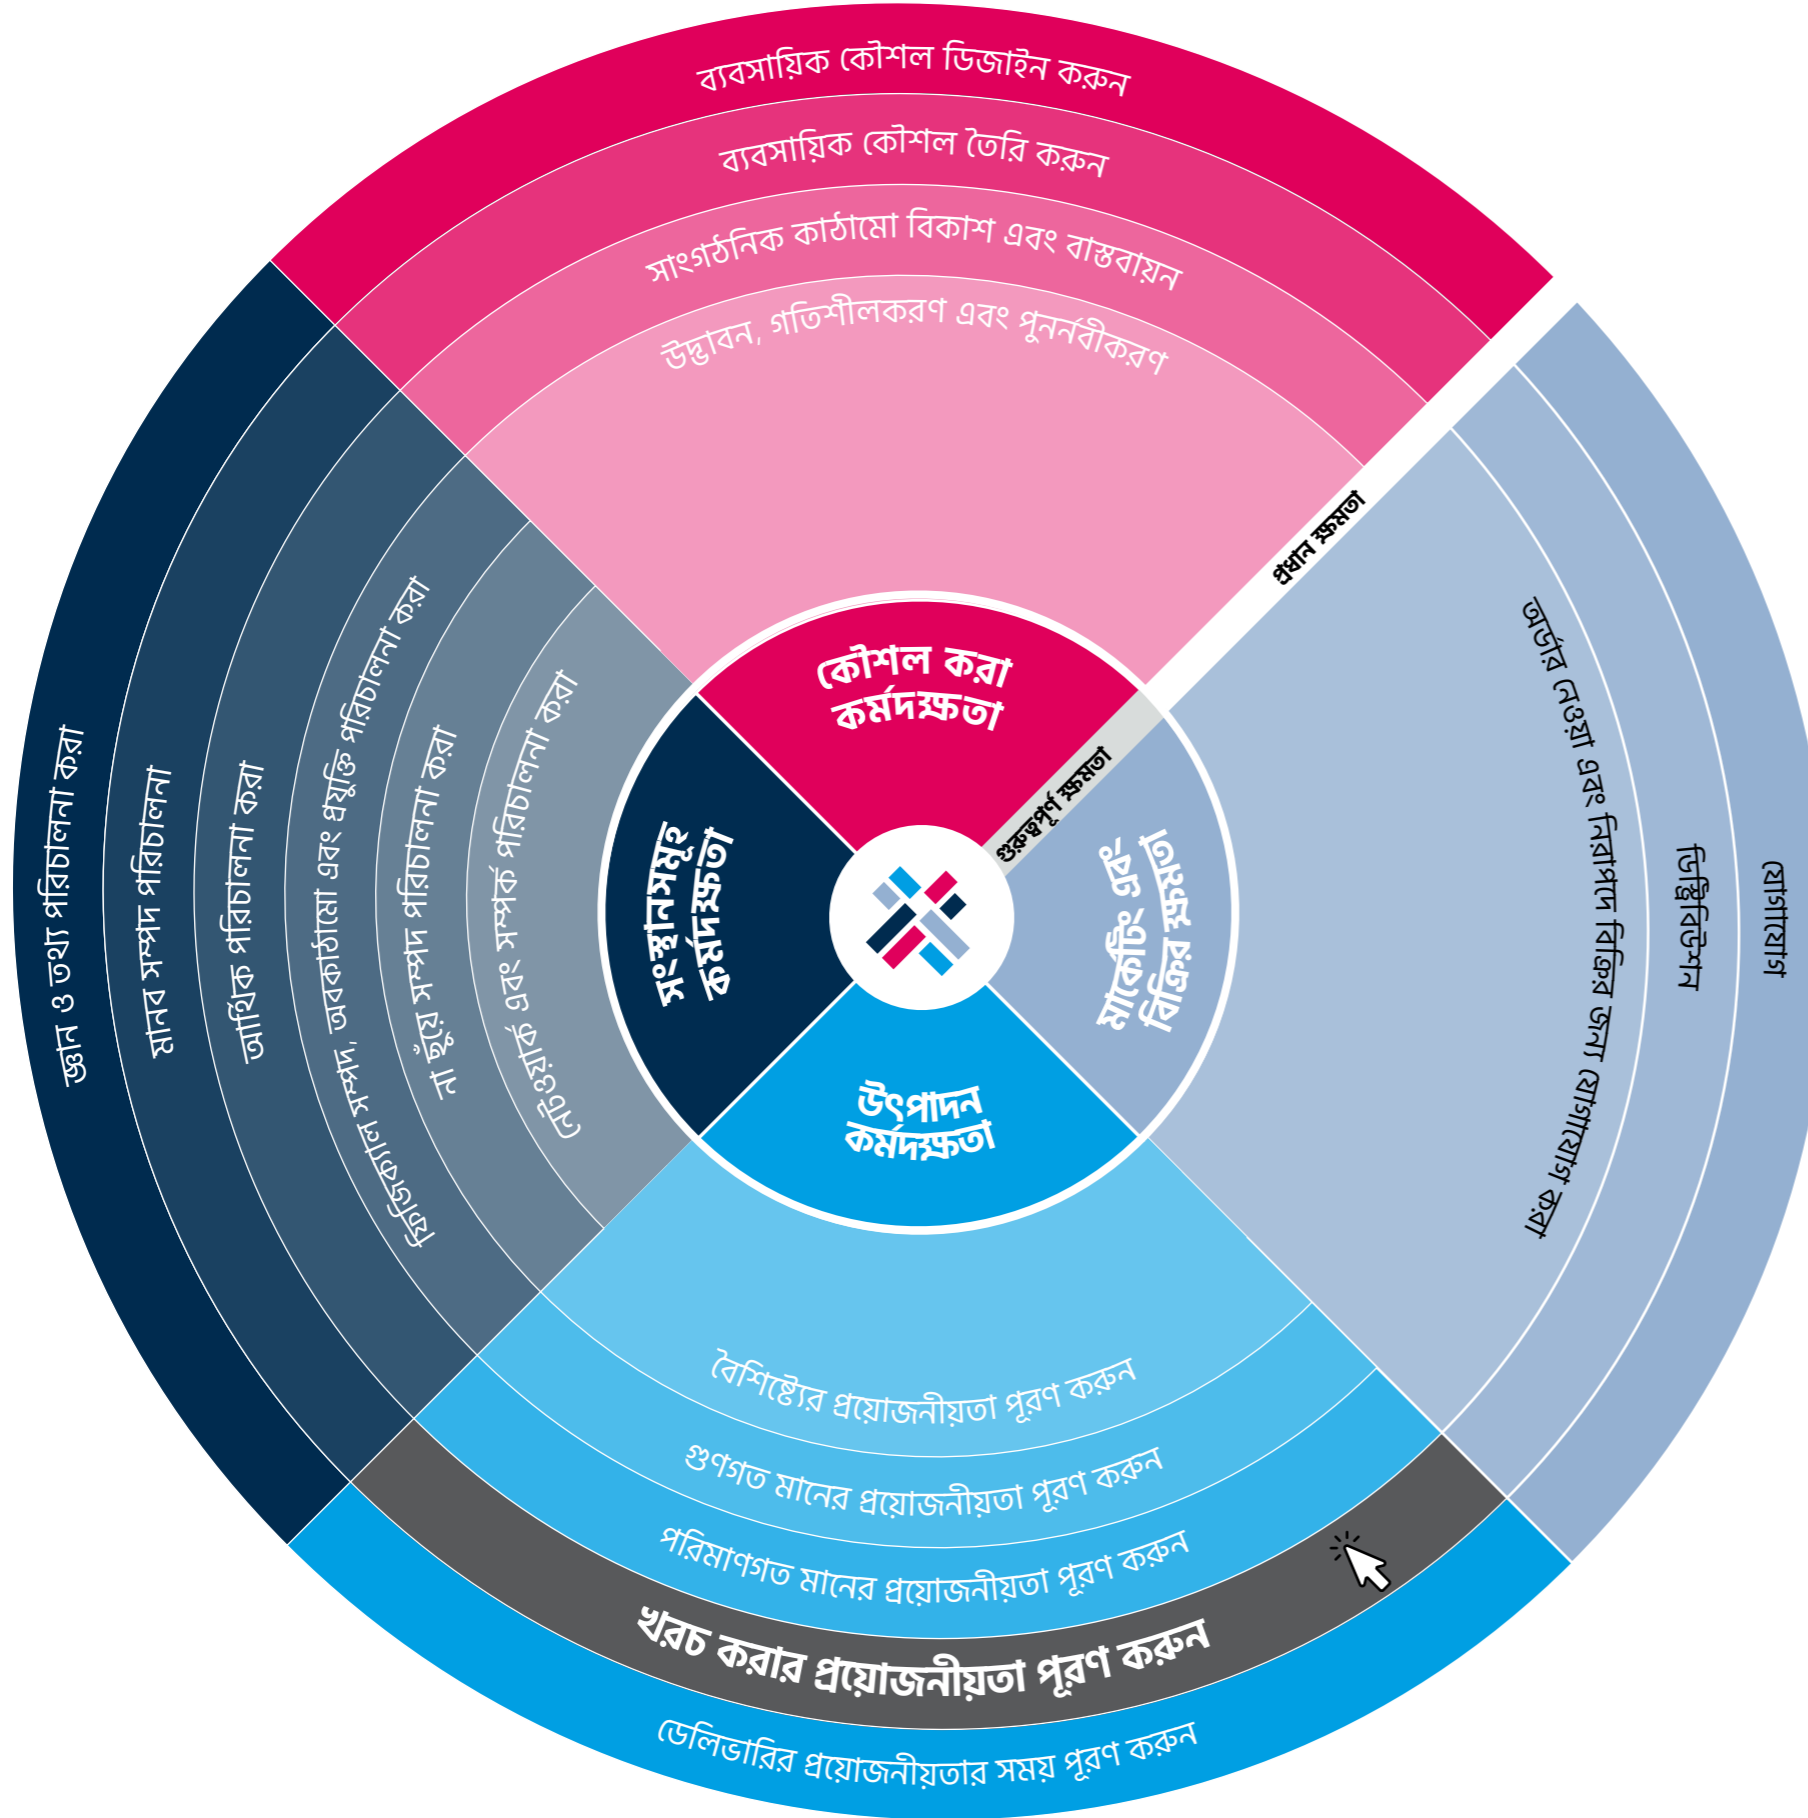 ব্যবসায়িক কৌশল ডিজাইন করুন
ব্যবসায়িক কৌশল তৈরি করুন
সাংগঠনিক কাঠামো বিকাশ এবং বাস্তবায়ন
উদ্ভাবন, গতিশীলকরণ এবং পুনর্নবীকরণ
প্রধান ক্ষমতা
কৌশল করা
কর্মদক্ষতা
গুরুত্বপূর্ণ ক্ষমতা
জ্ঞান ও তথ্য পরিচালনা করা
মানব সম্পদ পরিচালনা
আর্থিক পরিচালনা করা
ফিজিক্যাল সম্পদ, অবকাঠামো এবং প্রযুক্তি পরিচালনা করা
না ছুঁয়ে সম্পদ পরিচালনা করা
নেটওয়ার্ক এবং সম্পর্ক পরিচালনা করা
সংস্থানসমূহ
কর্মদক্ষতা
মার্কেটিং এবং
বিক্রির ক্ষমতা
অর্ডার নেওয়া এবং নিরাপদে বিক্রির জন্য যোগাযোগ করা
ডিস্ট্রিবিউশন
যোগাযোগ
উৎপাদন
কর্মদক্ষতা
বৈশিষ্ট্যের প্রয়োজনীয়তা পূরণ করুন
গুণগত মানের প্রয়োজনীয়তা পূরণ করুন
পরিমাণগত মানের প্রয়োজনীয়তা পূরণ করুন
খরচ করার প্রয়োজনীয়তা পূরণ করুন
ডেলিভারির প্রয়োজনীয়তার সময় পূরণ করুন